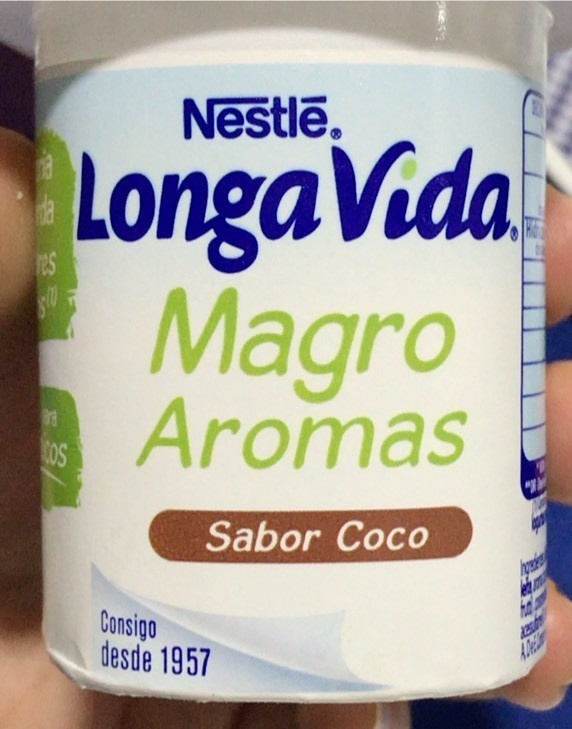 Nestlé®
LongaVida®
Magro
Aromas
Sabor Coco
Consigo
desde 1957